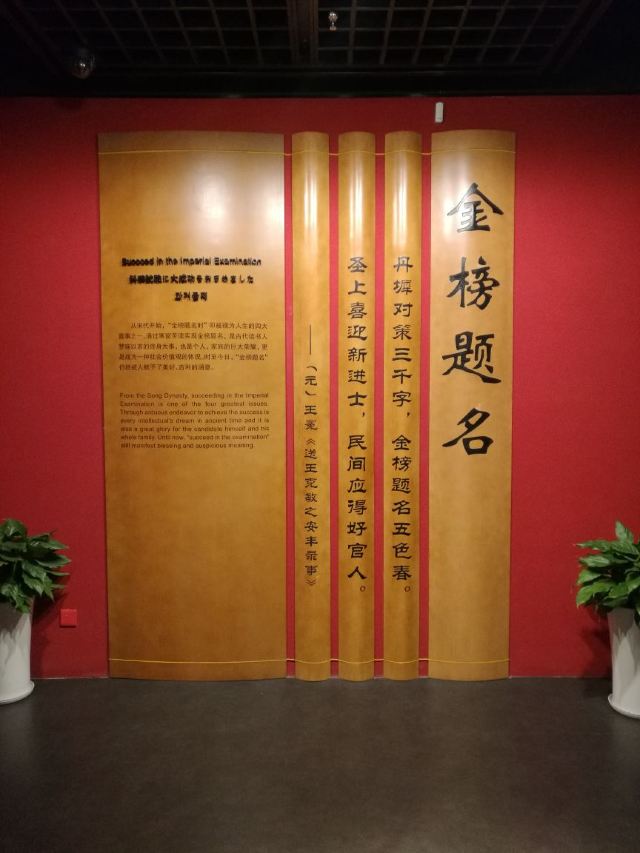 金榜题名
丹墀对策三千字，金榜题名五色春。
圣上喜迎新进士，民间应得好官人。
——（元）王冕《送王克敏之安丰录事》
Succeed in the Imperial Examination
科挙試験に大成功をおさめました
从宋代开始，“金榜题名时”即被视为人生的四大
喜事之一。通过寒窗苦读实现金榜题名，是古代读书人
梦寐以求的终身大事，也是个人、家族的巨大荣耀，更
是成为一种社会价值观的体现。时至今日，“金榜题名”
仍然被人赋予了美好、吉利的涵意。
From the Song Dynasty, succeeding in the Imperial
Examination is one of the four greatest issues.
Through arduous endeavor to achieve the success is
every intellectual's dream in ancient time and it is
also a great glory for the candidate himself and his
whole family. Until now, "succeed in the examination"
still manifest blessing and auspicious meaning.